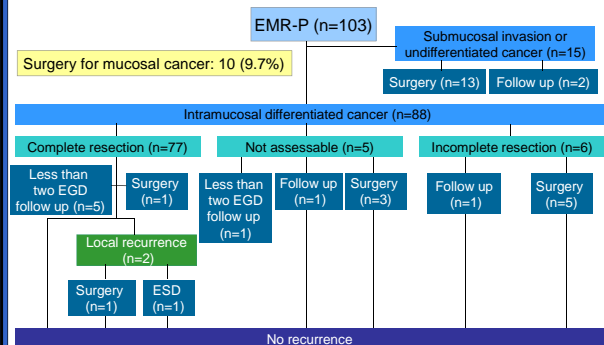 EMR-P (n=103)
Submucosal invasion or
undifferentiated cancer (n=15)
Surgery for mucosal cancer: 10 (9.7%)
Surgery (n=13)
Follow up (n=2)
Intramucosal differentiated cancer (n=88)
Complete resection (n=77)
Not assessable (n=5)
Incomplete resection (n=6)
Less than
two EGD
follow up (n=5)
Surgery
(n=1)
Less than
two EGD
follow up
(n=1)
Follow up
(n=1)
Surgery
(n=3)
Follow up
(n=1)
Surgery
(n=5)
Local recurrence
(n=2)
Surgery
(n=1)
ESD
(n=1)
No recurrence